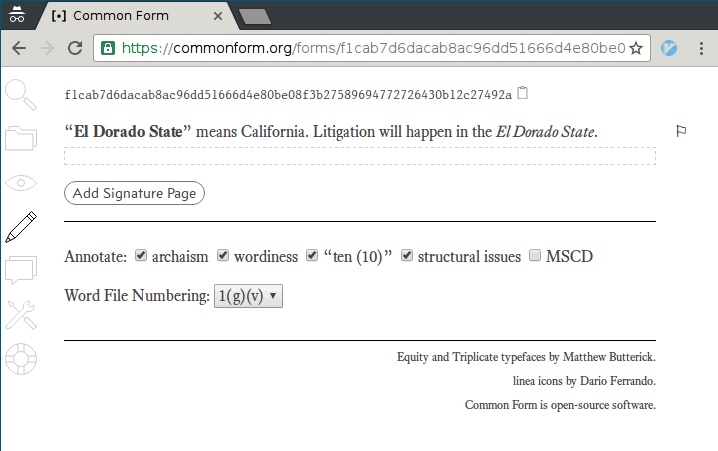 [·] Common Form
https://commonform.org/forms/f1cab7d6dacab8ac96dd51666d4e80be0
f1cab7d6dacab8ac96dd51666d4e80be08f3b27589694772726430b12c27492a
“El Dorado State” means California. Litigation will happen in the El Dorado State.
Add Signature Page
Annotate: archaism wordiness “ten (10)” structural issues MSCD
Word File Numbering: 1(g)(v)
Equity and Triplicate typefaces by Matthew Butterick.
linea icons by Dario Ferrando.
Common Form is open-source software.